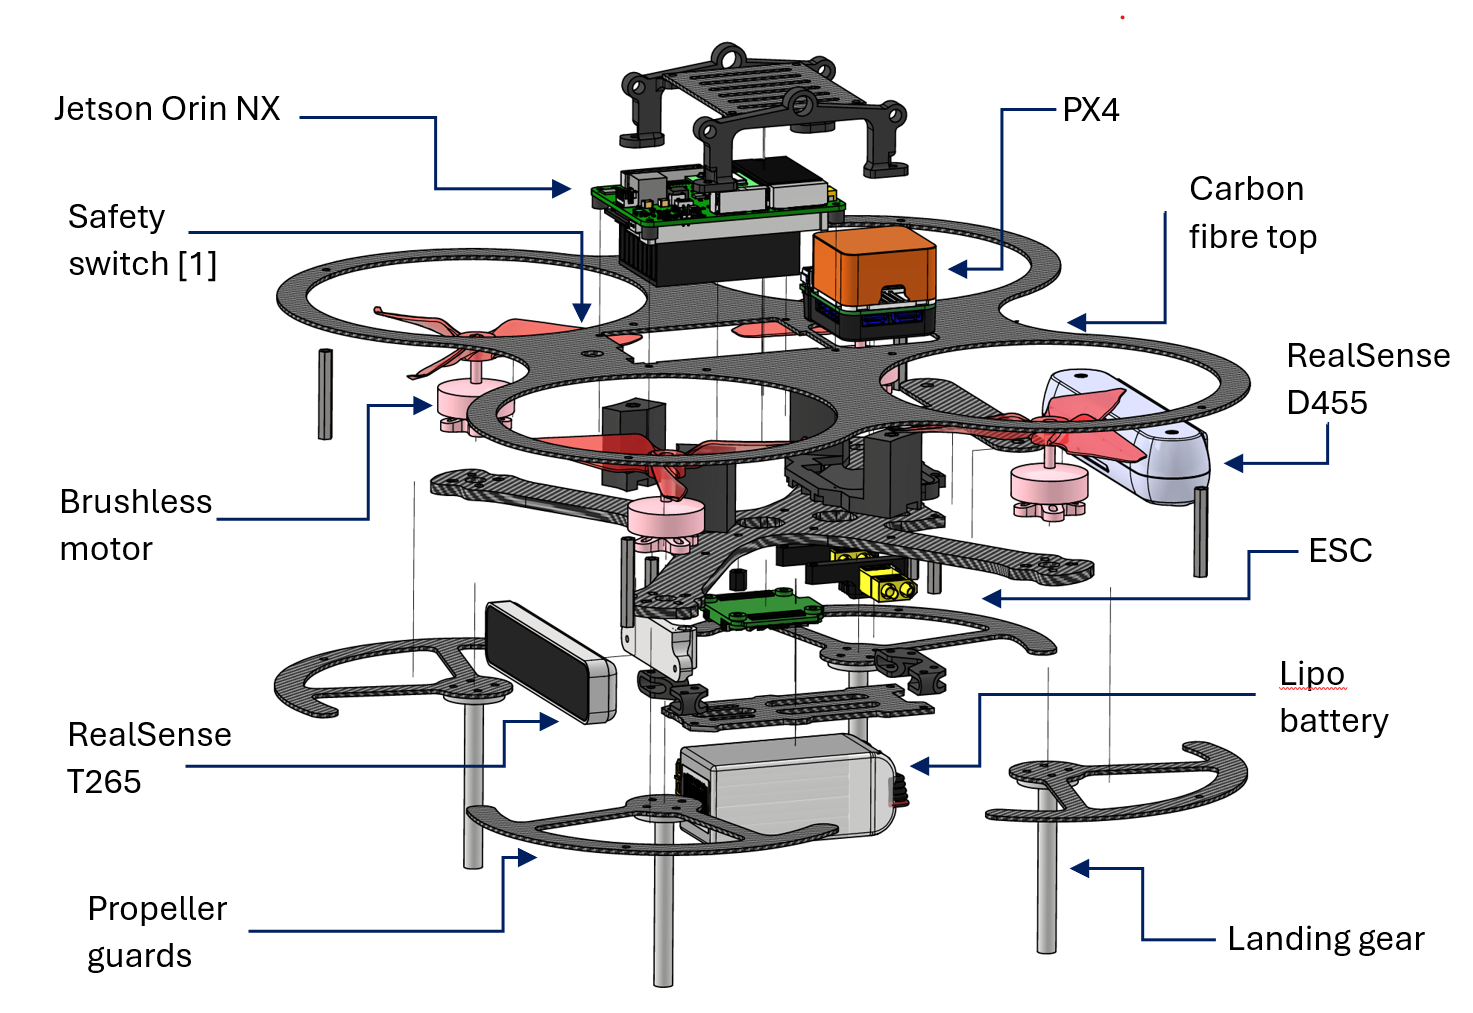 Jetson Orin NX
PX4
Safety
switch [1]
Carbon
fibre top
RealSense
D455
Brushless
motor
ESC
RealSense
T265
Lipo
battery
Propeller
guards
Landing gear